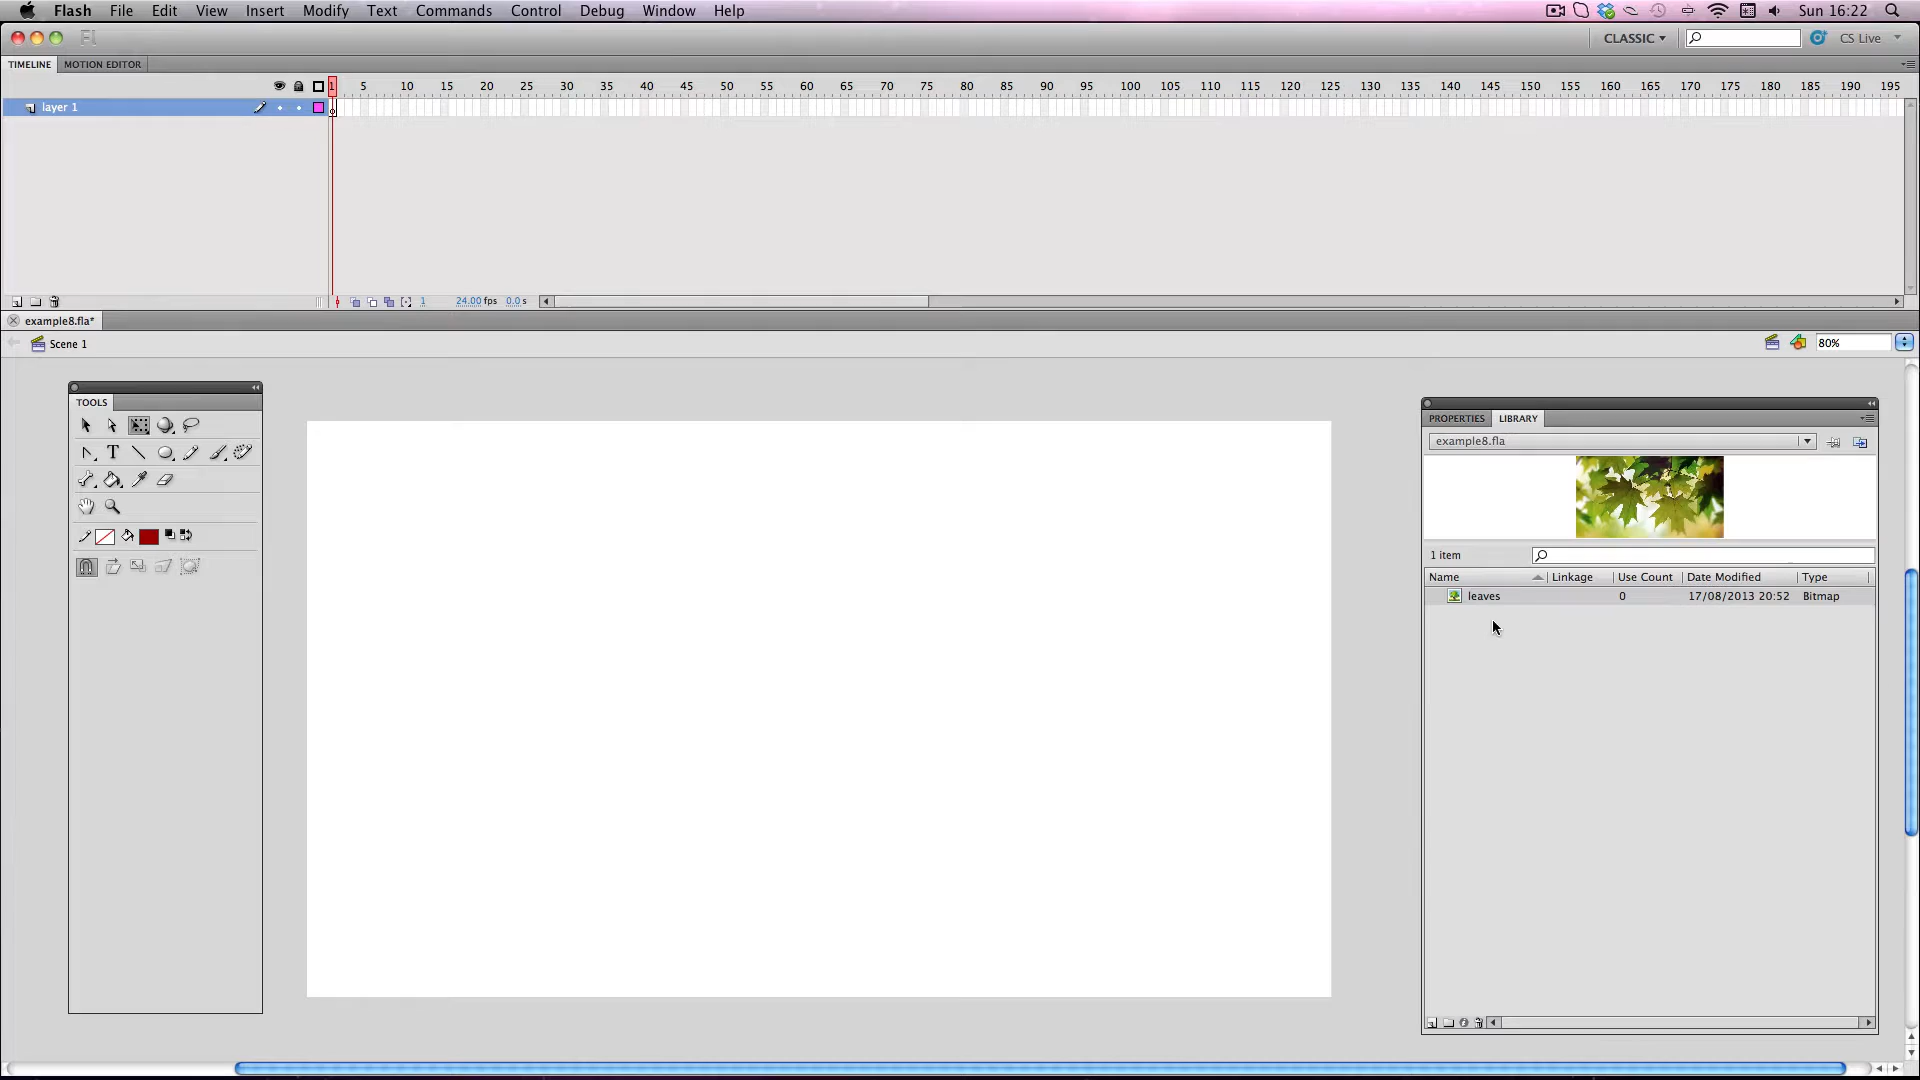 Flash File Edit View Insert Modify Text Commands Control Debug Window Help Sun 16:22
Fl CLASSIC CS Live
TIMELINE MOTION EDITOR
1 5 10 15 20 25 30 35 40 45 50 55 60 65 70 75 80 85 90 95 100 105 110 115 120 125 130 135 140 145 150 155 160 165 170 175 180 185 190 195
layer 1
1 24.00 fps 0.0 s
example8.fla*
Scene 1 80%
TOOLS
T
PROPERTIES LIBRARY
example8.fla
1 item
Name Linkage Use Count Date Modified Type
leaves 0 17/08/2013 20:52 Bitmap